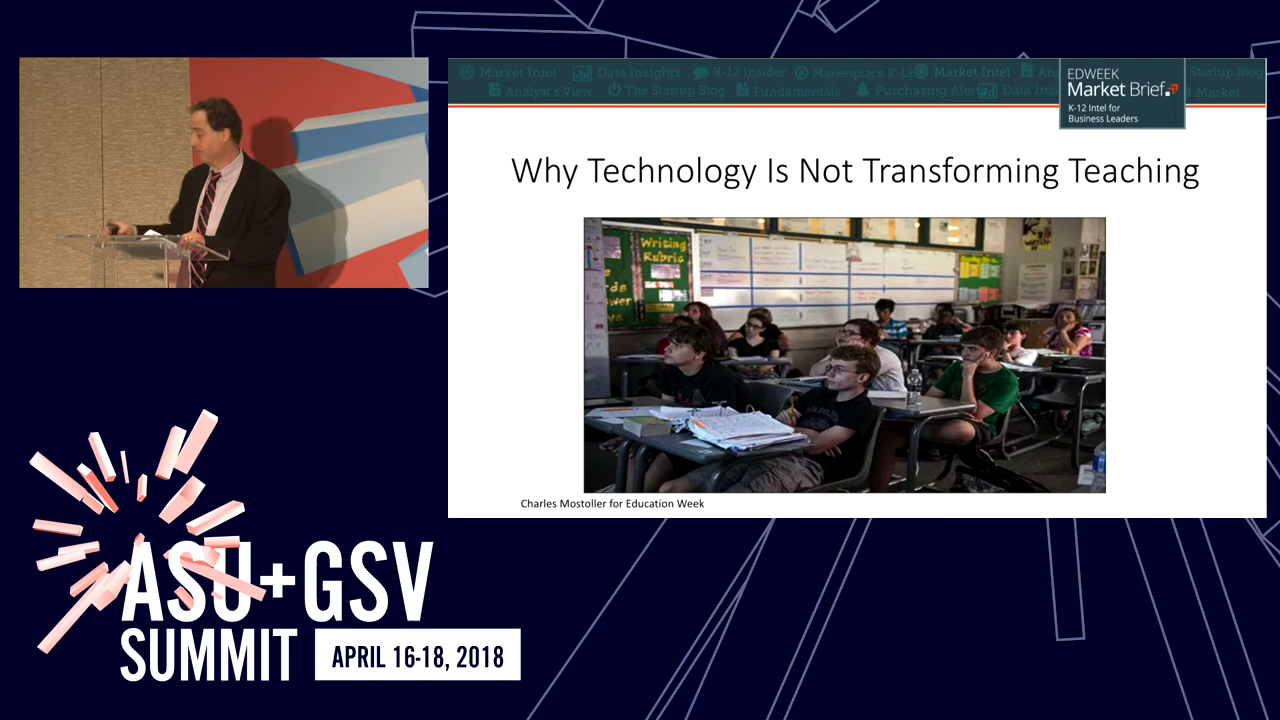 Market Intel Data Insights K-12 Insider Marketplace K-12 Market Intel Startup Blog
Analyst's View The Startup Blog Fundamentals Purchasing Alert Data Market
EDWEEK
Market Brief
K-12 Intel for
Business Leaders
Why Technology Is Not Transforming Teaching
Writing
Rubric
Charles Mostoller for Education Week
ASU+GSV
SUMMIT
APRIL 16-18, 2018